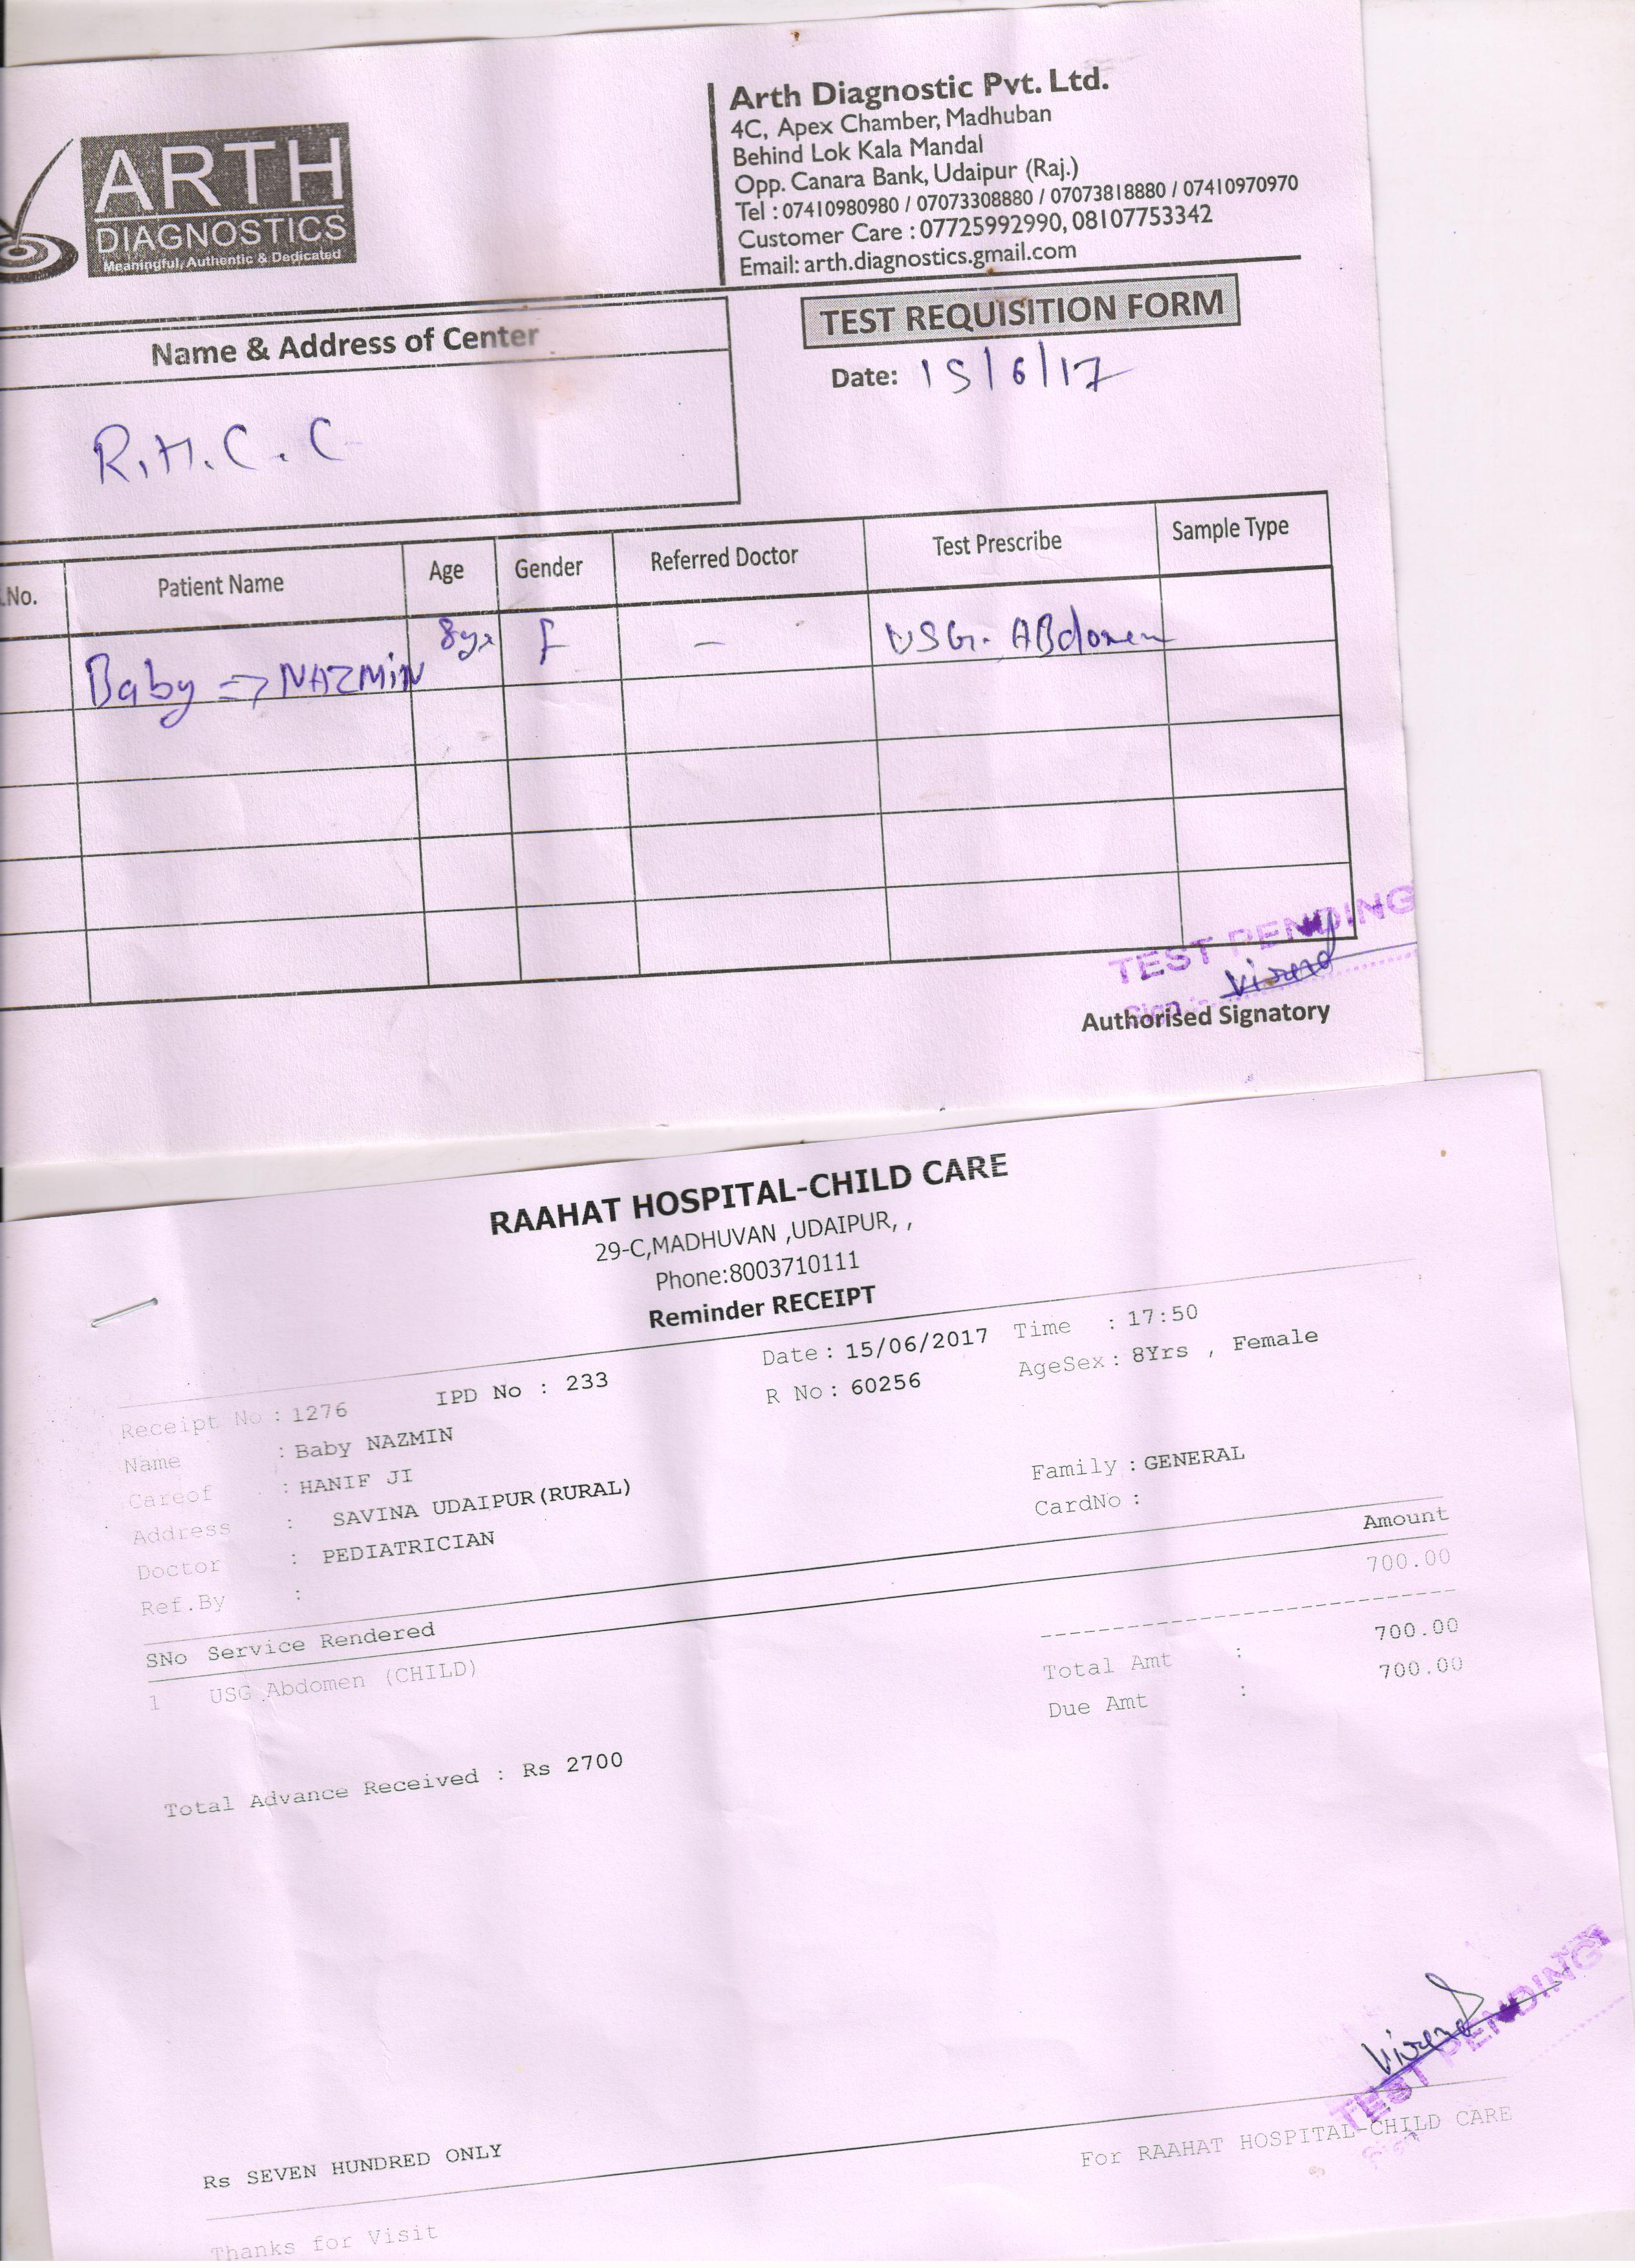 ARTH
DIAGNOSTICS
Meaningful, Authentic & Dedicated
Arth Diagnostic Pvt. Ltd.
4C, Apex Chamber, Madhuban
Behind Lok Kala Mandal
Opp. Canara Bank, Udaipur (Raj.)
Tel : 07410980980 / 07073308880 / 07073818880 / 07410970970
Customer Care : 07725992990, 08107753342
Email: arth.diagnostics.gmail.com
Name & Address of Center
TEST REQUISITION FORM
Date: 15/6/17
R.H.C.C
.No. Patient Name Age Gender Referred Doctor Test Prescribe Sample Type
Baby => NAZMIN 8yr F - USG. ABdomen
TEST PENDING
Sign
Authorised Signatory
RAAHAT HOSPITAL-CHILD CARE
29-C,MADHUVAN ,UDAIPUR, ,
Phone:8003710111
Reminder RECEIPT
Receipt No : 1276 IPD No : 233 Date : 15/06/2017 Time : 17:50
Name : Baby NAZMIN R No : 60256 AgeSex : 8Yrs , Female
Careof : HANIF JI
Address : SAVINA UDAIPUR(RURAL) Family : GENERAL
Doctor : PEDIATRICIAN CardNo :
Ref.By :
SNo Service Rendered Amount
1 USG Abdomen (CHILD) 700.00
Total Amt : 700.00
Due Amt : 700.00
Total Advance Received : Rs 2700
TEST PENDING
Rs SEVEN HUNDRED ONLY
For RAAHAT HOSPITAL-CHILD CARE
Thanks for Visit